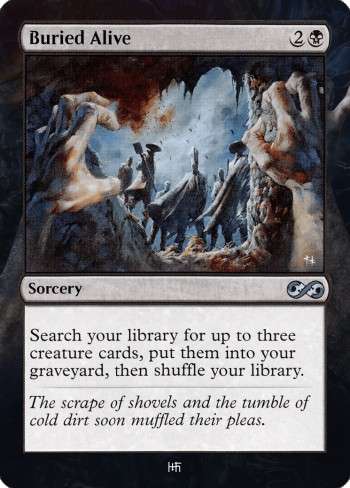 Buried Alive 2
Sorcery
Search your library for up to three
creature cards, put them into your
graveyard, then shuffle your library.
The scrape of shovels and the tumble of
cold dirt soon muffled their pleas.